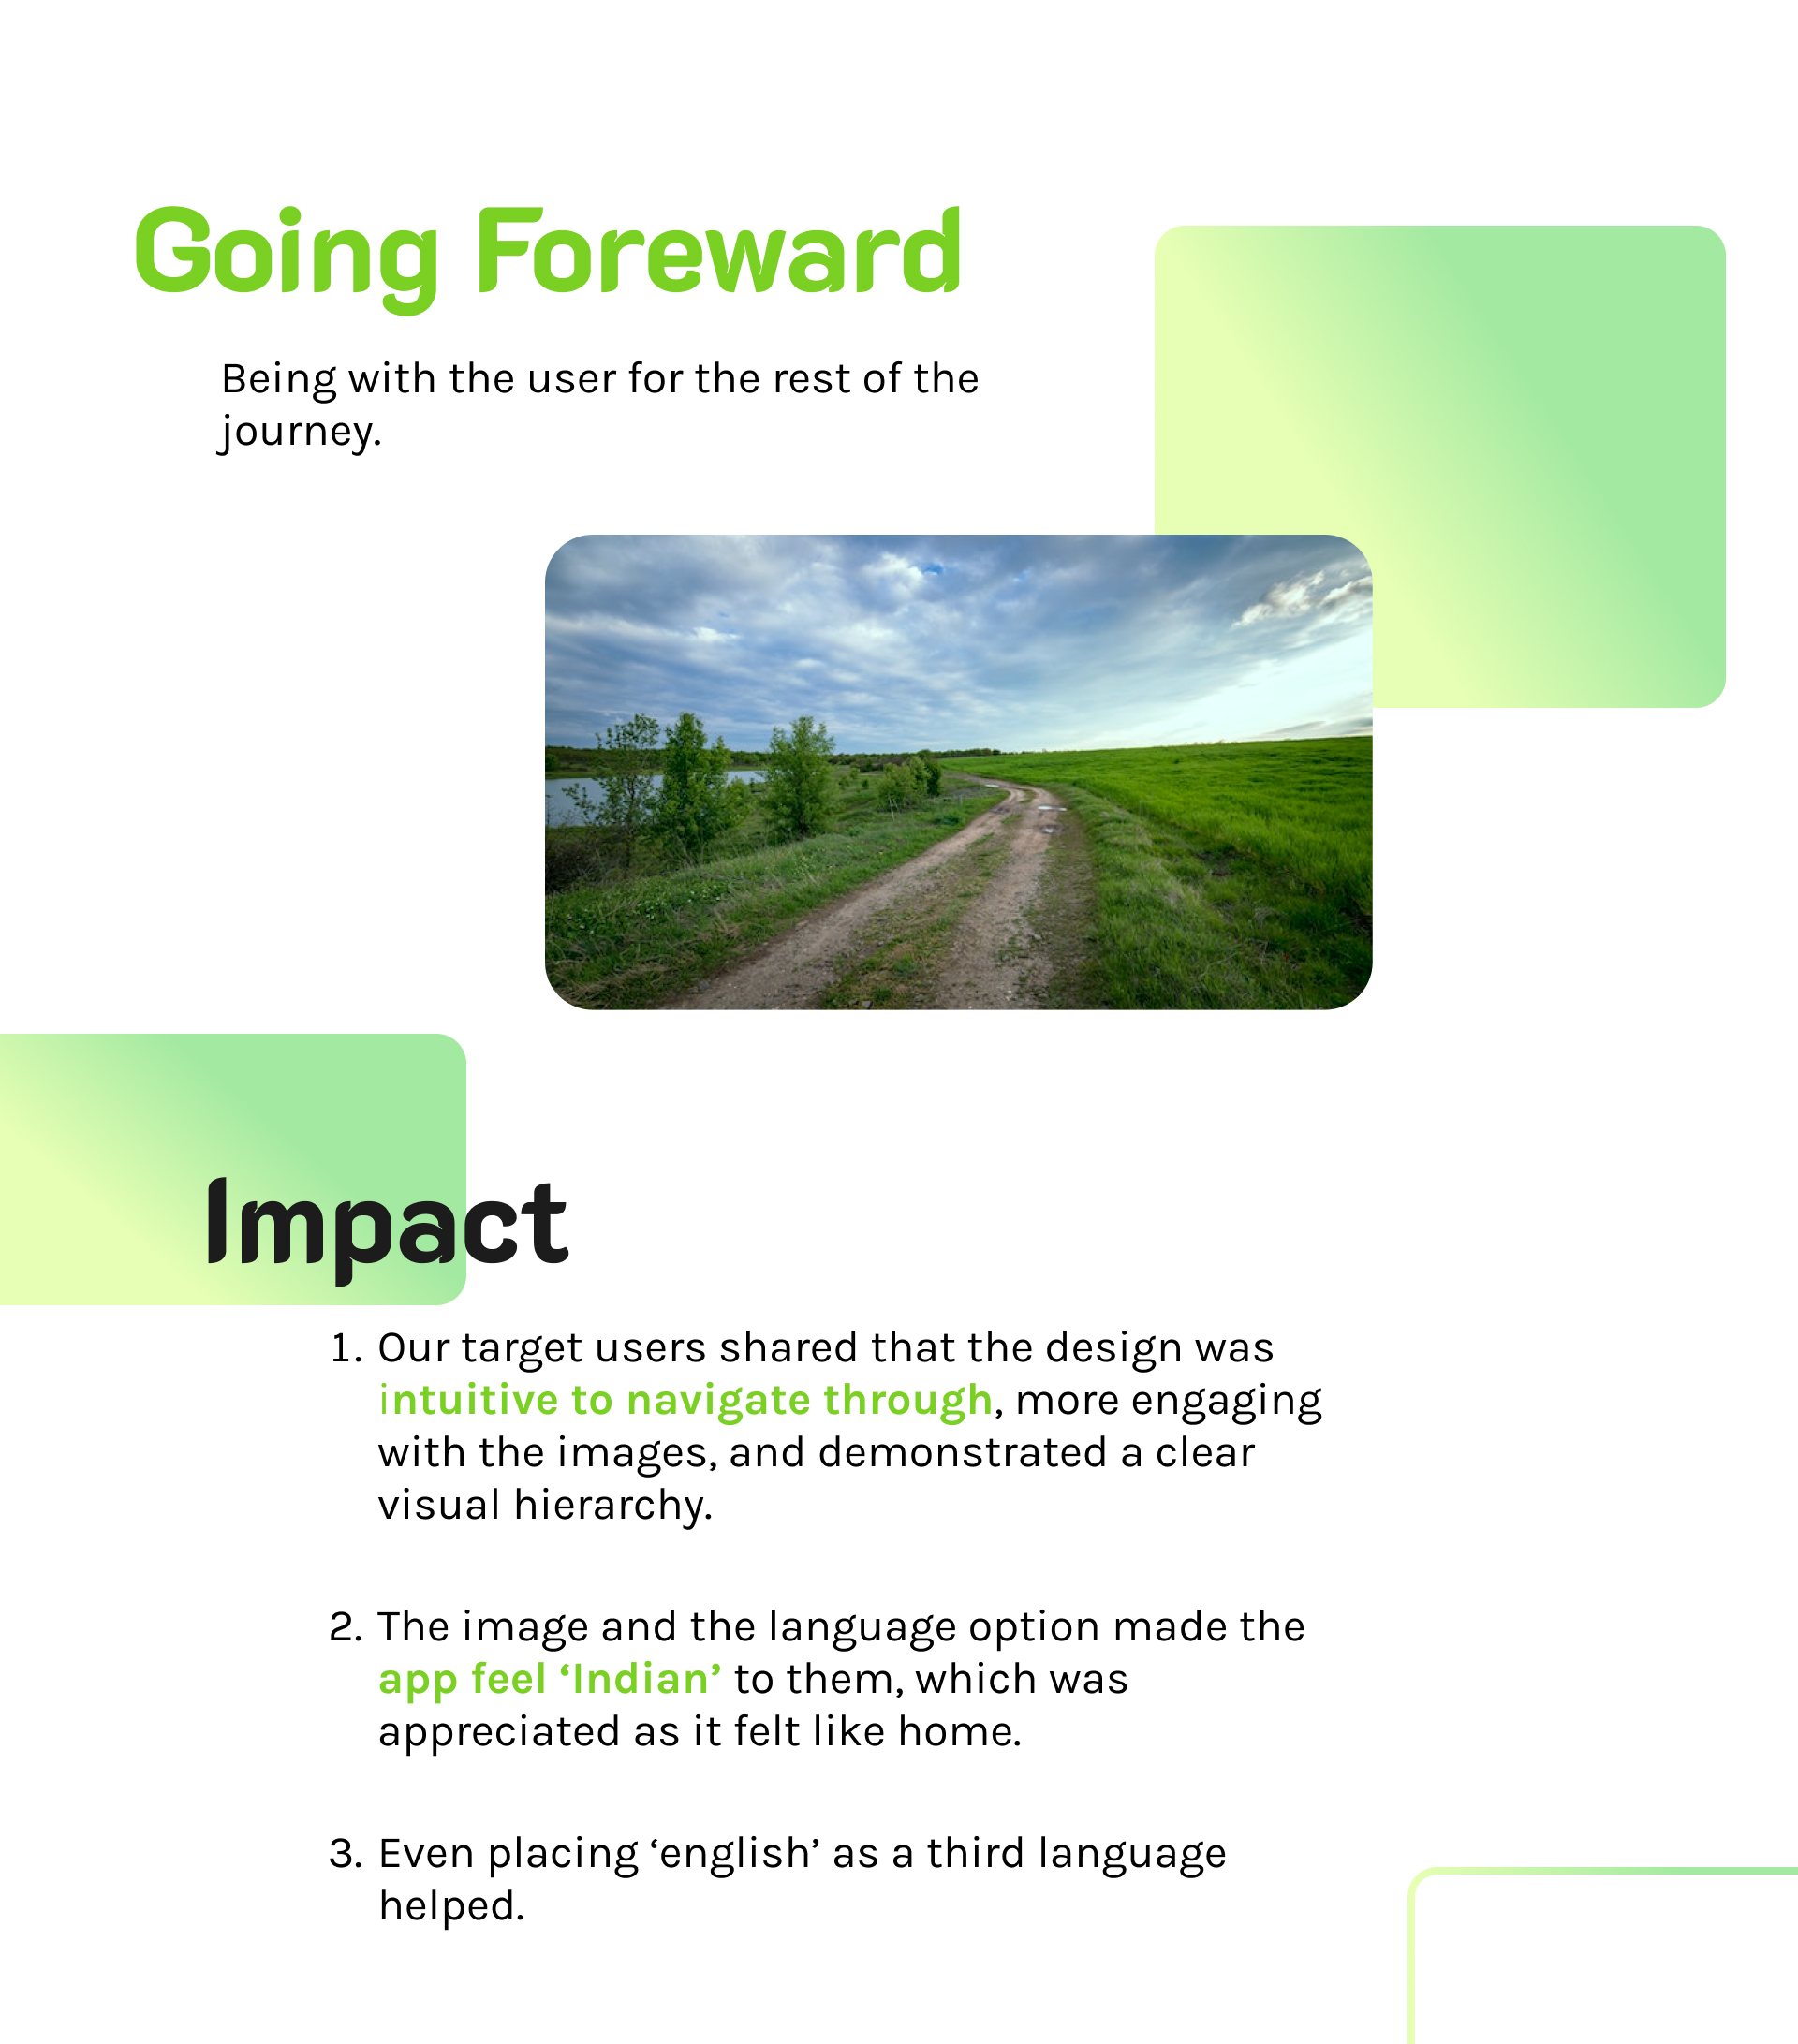 Going Foreward
Being with the user for the rest of the
journey.
Impact
1. Our target users shared that the design was
intuitive to navigate through, more engaging
with the images, and demonstrated a clear
visual hierarchy.
2. The image and the language option made the
app feel ‘Indian’ to them, which was
appreciated as it felt like home.
3. Even placing ‘english’ as a third language
helped.